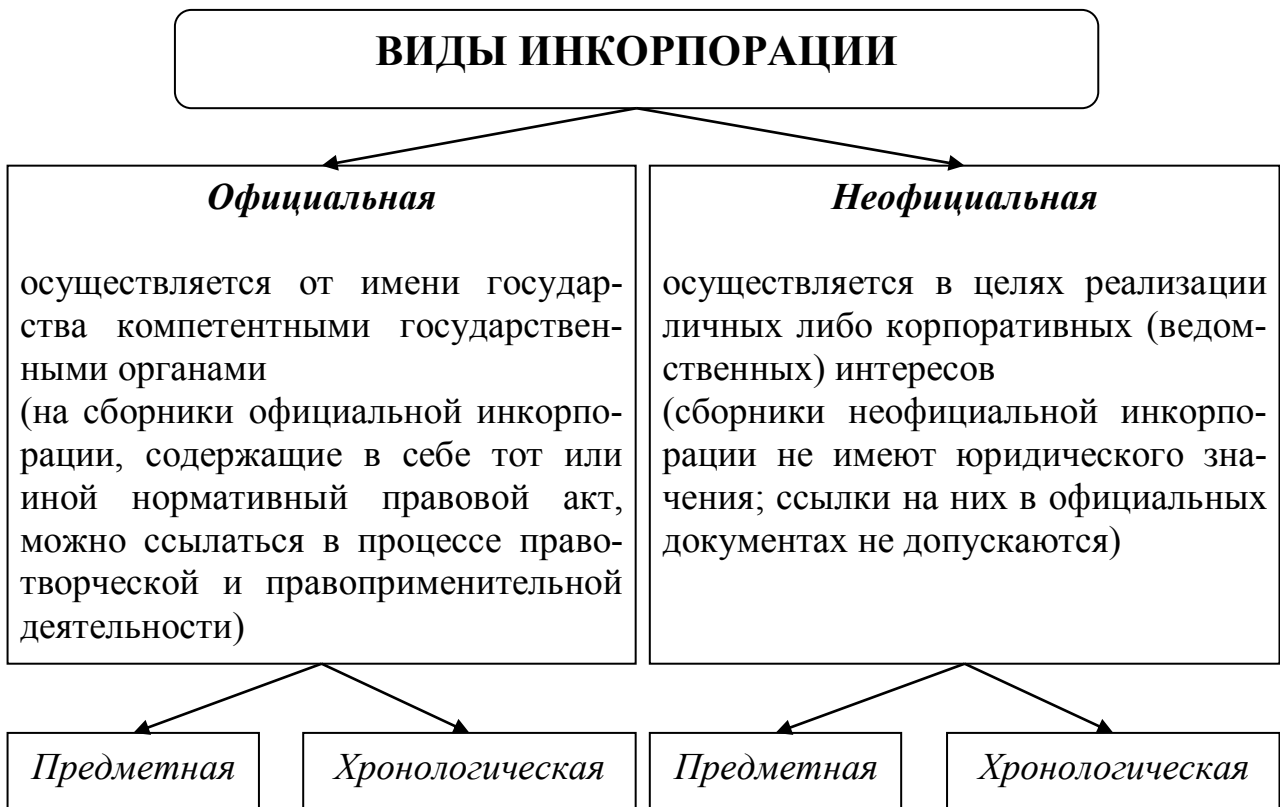 ВИДЫ ИНКОРПОРАЦИИ
Официальная
осуществляется от имени государ-
ства компетентными государствен-
ными органами
(на сборники официальной инкорпо-
рации, содержащие в себе тот или
иной нормативный правовой акт,
можно ссылаться в процессе право-
творческой и правоприменительной
деятельности)
Неофициальная
осуществляется в целях реализации
личных либо корпоративных (ведом-
ственных) интересов
(сборники неофициальной инкорпо-
рации не имеют юридического зна-
чения; ссылки на них в официальных
документах не допускаются)
Предметная
Хронологическая
Предметная
Хронологическая